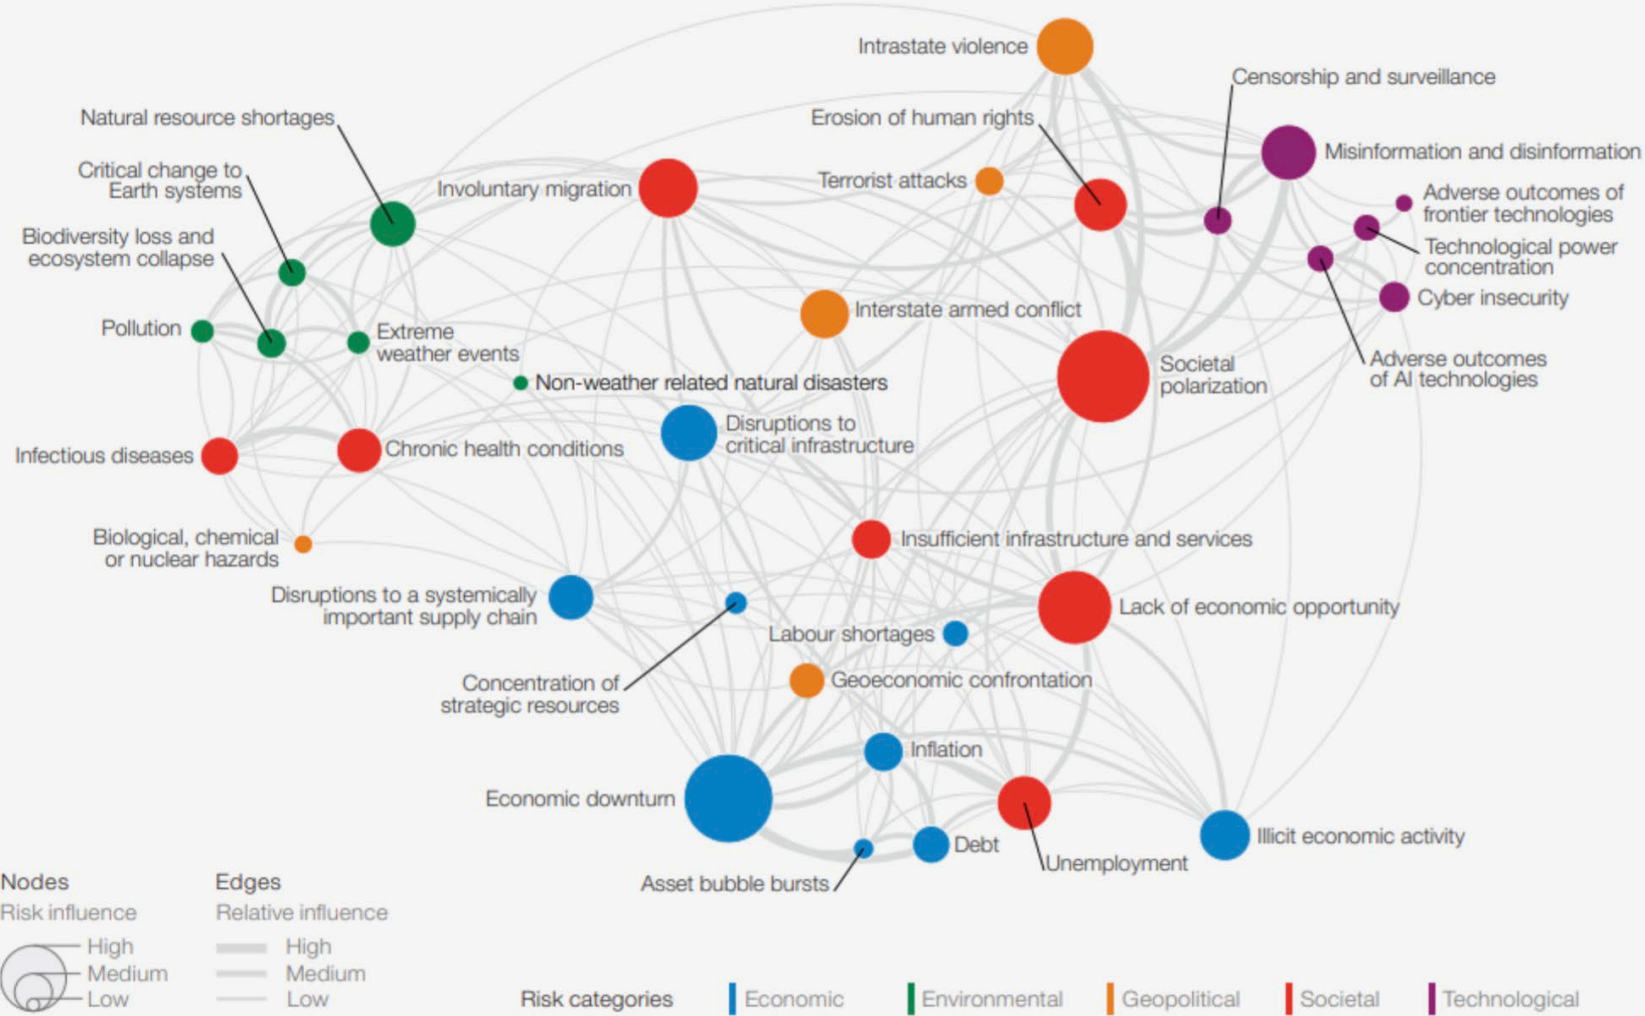 Intrastate violence
Censorship and surveillance
Natural resource shortages
Erosion of human rights
Misinformation and disinformation
Critical change to
Earth systems
Involuntary migration
Terrorist attacks
Adverse outcomes of
frontier technologies
Biodiversity loss and
ecosystem collapse
Technological power
concentration
Cyber insecurity
Interstate armed conflict
Pollution
Extreme
weather events
Adverse outcomes
of AI technologies
Societal
polarization
Non-weather related natural disasters
Disruptions to
critical infrastructure
Infectious diseases
Chronic health conditions
Biological, chemical
or nuclear hazards
Insufficient infrastructure and services
Disruptions to a systemically
important supply chain
Lack of economic opportunity
Labour shortages
Concentration of
strategic resources
Geoeconomic confrontation
Inflation
Economic downturn
Debt
Illicit economic activity
Unemployment
Asset bubble bursts
Nodes
Risk influence
High
Medium
Low
Edges
Relative influence
High
Medium
Low
Risk categories
Economic
Environmental
Geopolitical
Societal
Technological